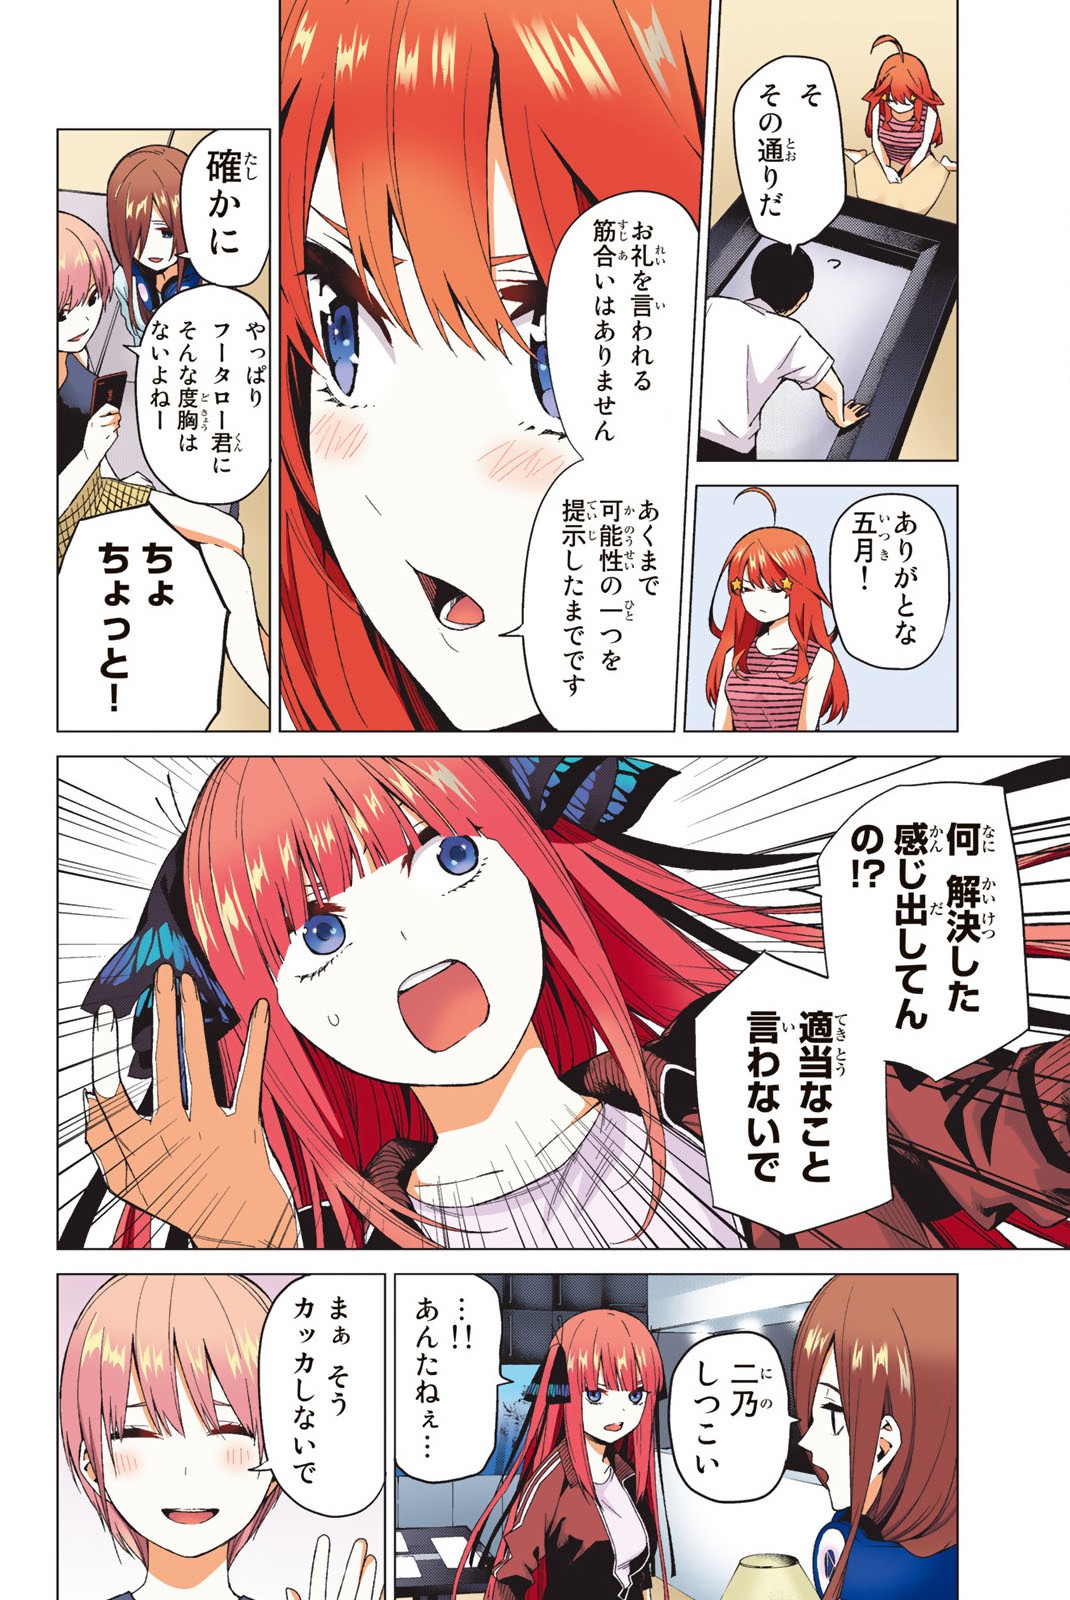 そ
その通りだ
ありがとな
五月！
お礼を言われる
筋合いはありません
あくまで
可能性の一つを
提示したまでです
確かに
やっぱり
フータロー君に
そんな度胸は
ないよねー
ちょ
ちょっと！
何 解決した
感じ出してん
の!?
適当なこと
言わないで
二乃
しつこい
…!!
あんたねぇ…
まぁ そう
カッカしないで